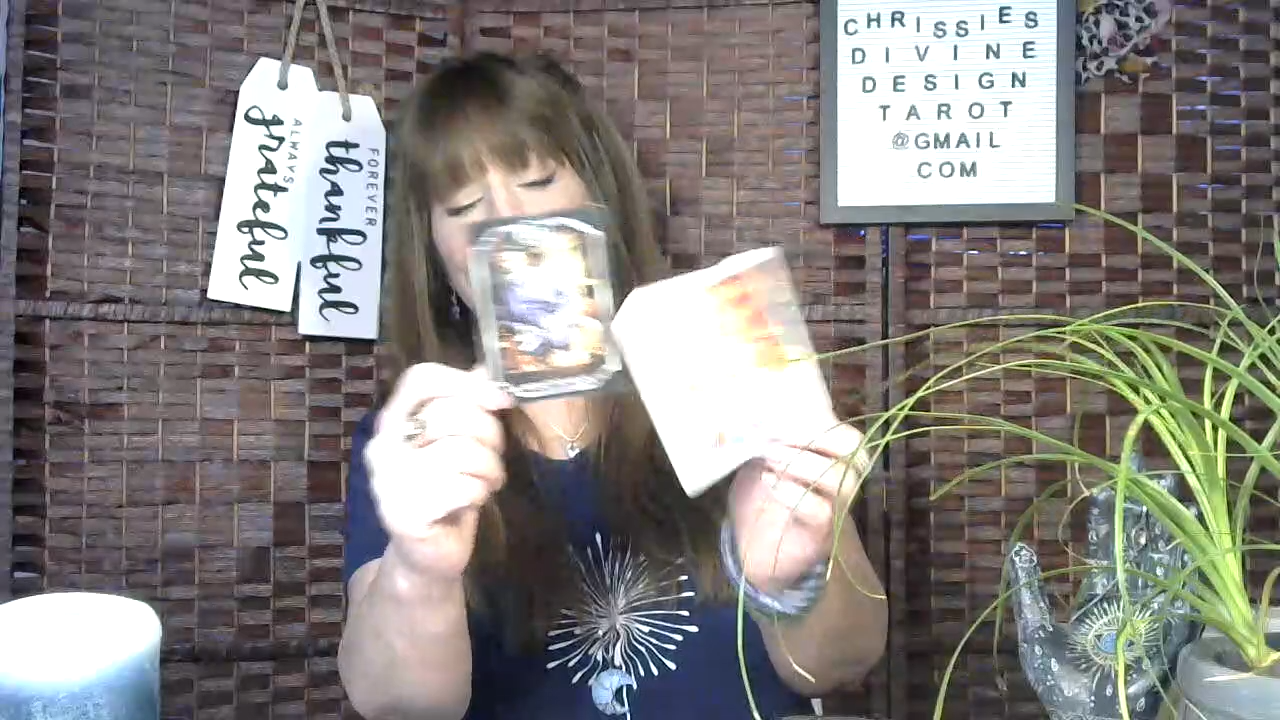 ALWAYS
grateful
FOREVER
thankful
CHRISSIES
DIVINE
DESIGN
TAROT
@GMAIL
COM